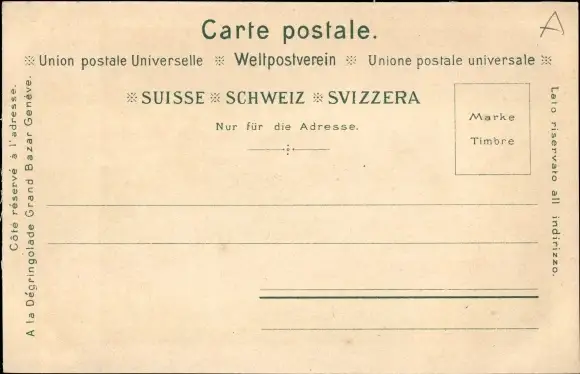 Carte postale.
A
※ Union postale Universelle ※ Weltpostverein ※ Unione postale universale ※
※ SUISSE ※ SCHWEIZ ※ SVIZZERA
Nur für die Adresse.
Marke
Timbre
Côté réservé à l'adresse.
A la Dégringolade Grand Bazar Genève.
Lato riservato all indirizzo.